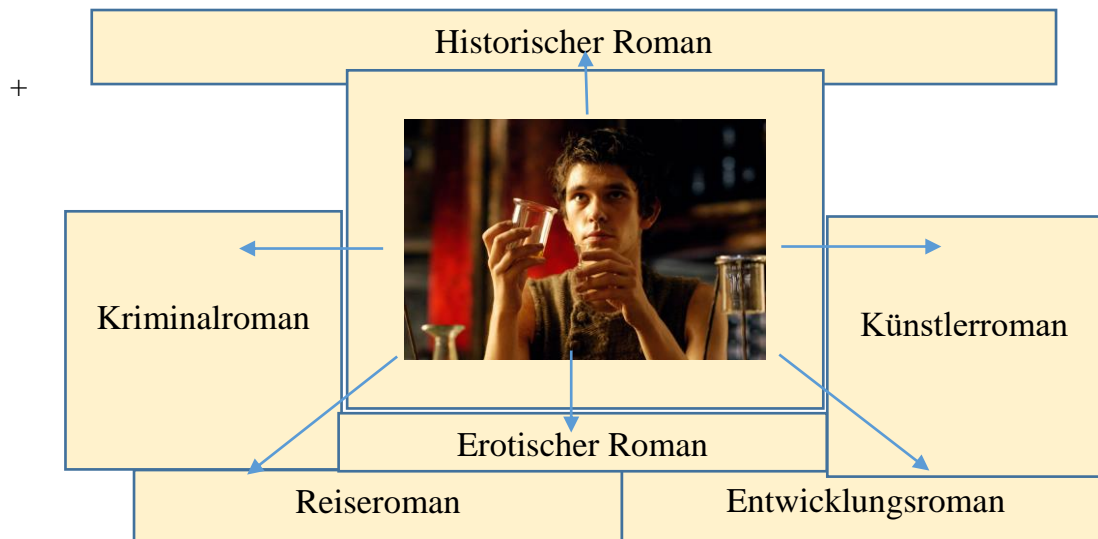 Historischer Roman
+
Kriminalroman
Künstlerroman
Erotischer Roman
Reiseroman
Entwicklungsroman